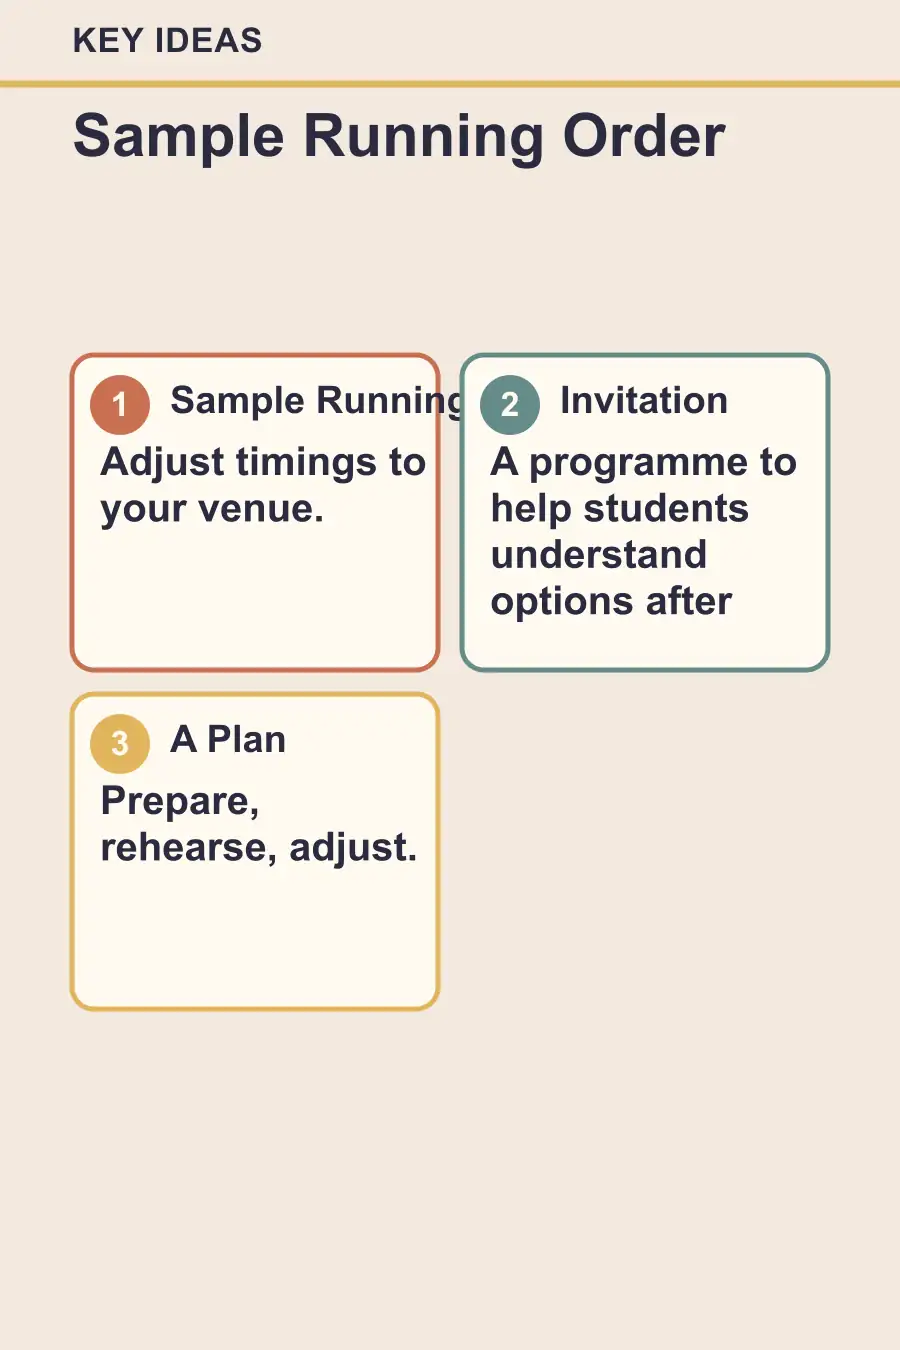 KEY IDEAS
Sample Running Order
1
Sample Running
Adjust timings to
your venue.
2
Invitation
A programme to
help students
understand
options after
3
A Plan
Prepare,
rehearse, adjust.